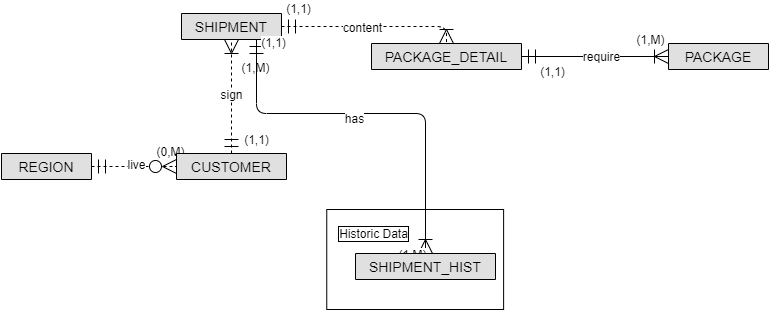 (1,1)
SHIPMENT
content
(1,1)
(1,M)
PACKAGE_DETAIL
require
PACKAGE
(1,M)
(1,1)
sign
has
(1,1)
(0,M)
REGION
live
CUSTOMER
Historic Data
(1,M)
SHIPMENT_HIST